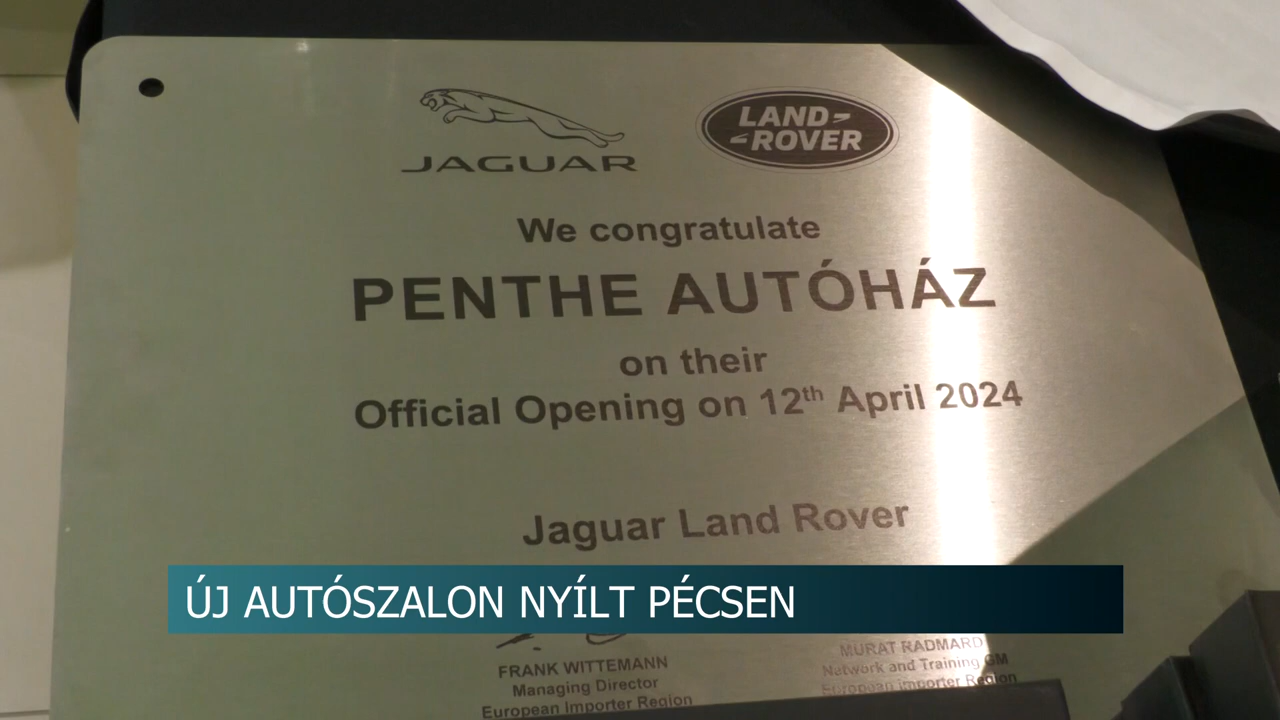 JAGUAR
LAND
ROVER
We congratulate
PENTHE AUTÓHÁZ
on their
Official Opening on 12th April 2024
Jaguar Land Rover
ÚJ AUTÓSZALON NYÍLT PÉCSEN
FRANK WITTEMANN
Managing Director
European Importer Region
MURAT RADMARD
Network and Training GM
European Importer Region